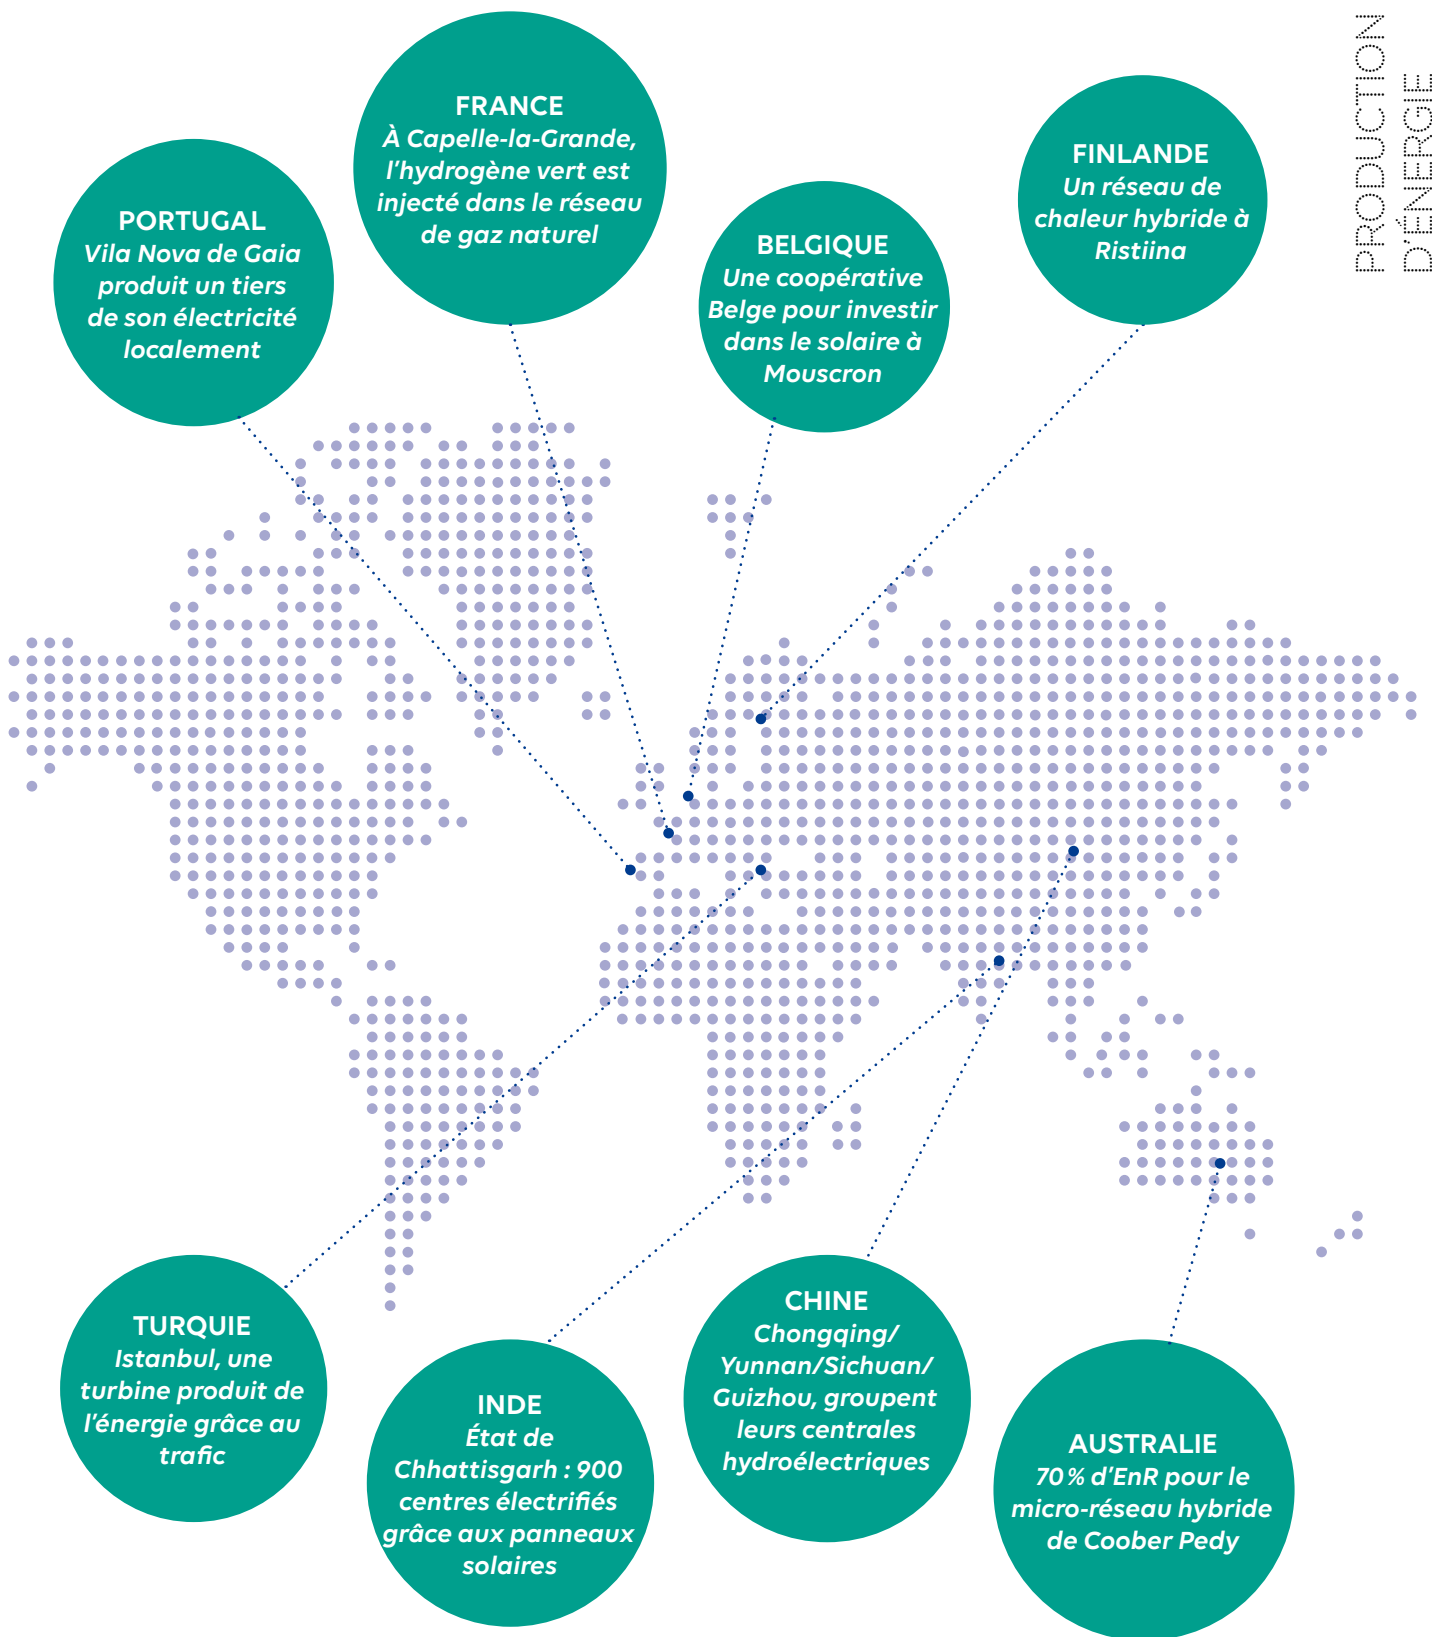 PRODUCTION
D'ÉNERGIE
FRANCE
À Capelle-la-Grande,
l'hydrogène vert est
injecté dans le réseau
de gaz naturel
FINLANDE
Un réseau de
chaleur hybride à
Ristiina
PORTUGAL
Vila Nova de Gaia
produit un tiers
de son électricité
localement
BELGIQUE
Une coopérative
Belge pour investir
dans le solaire à
Mouscron
TURQUIE
Istanbul, une
turbine produit de
l'énergie grâce au
trafic
INDE
État de
Chhattisgarh : 900
centres électrifiés
grâce aux panneaux
solaires
CHINE
Chongqing/
Yunnan/Sichuan/
Guizhou, groupent
leurs centrales
hydroélectriques
AUSTRALIE
70 % d'EnR pour le
micro-réseau hybride
de Coober Pedy